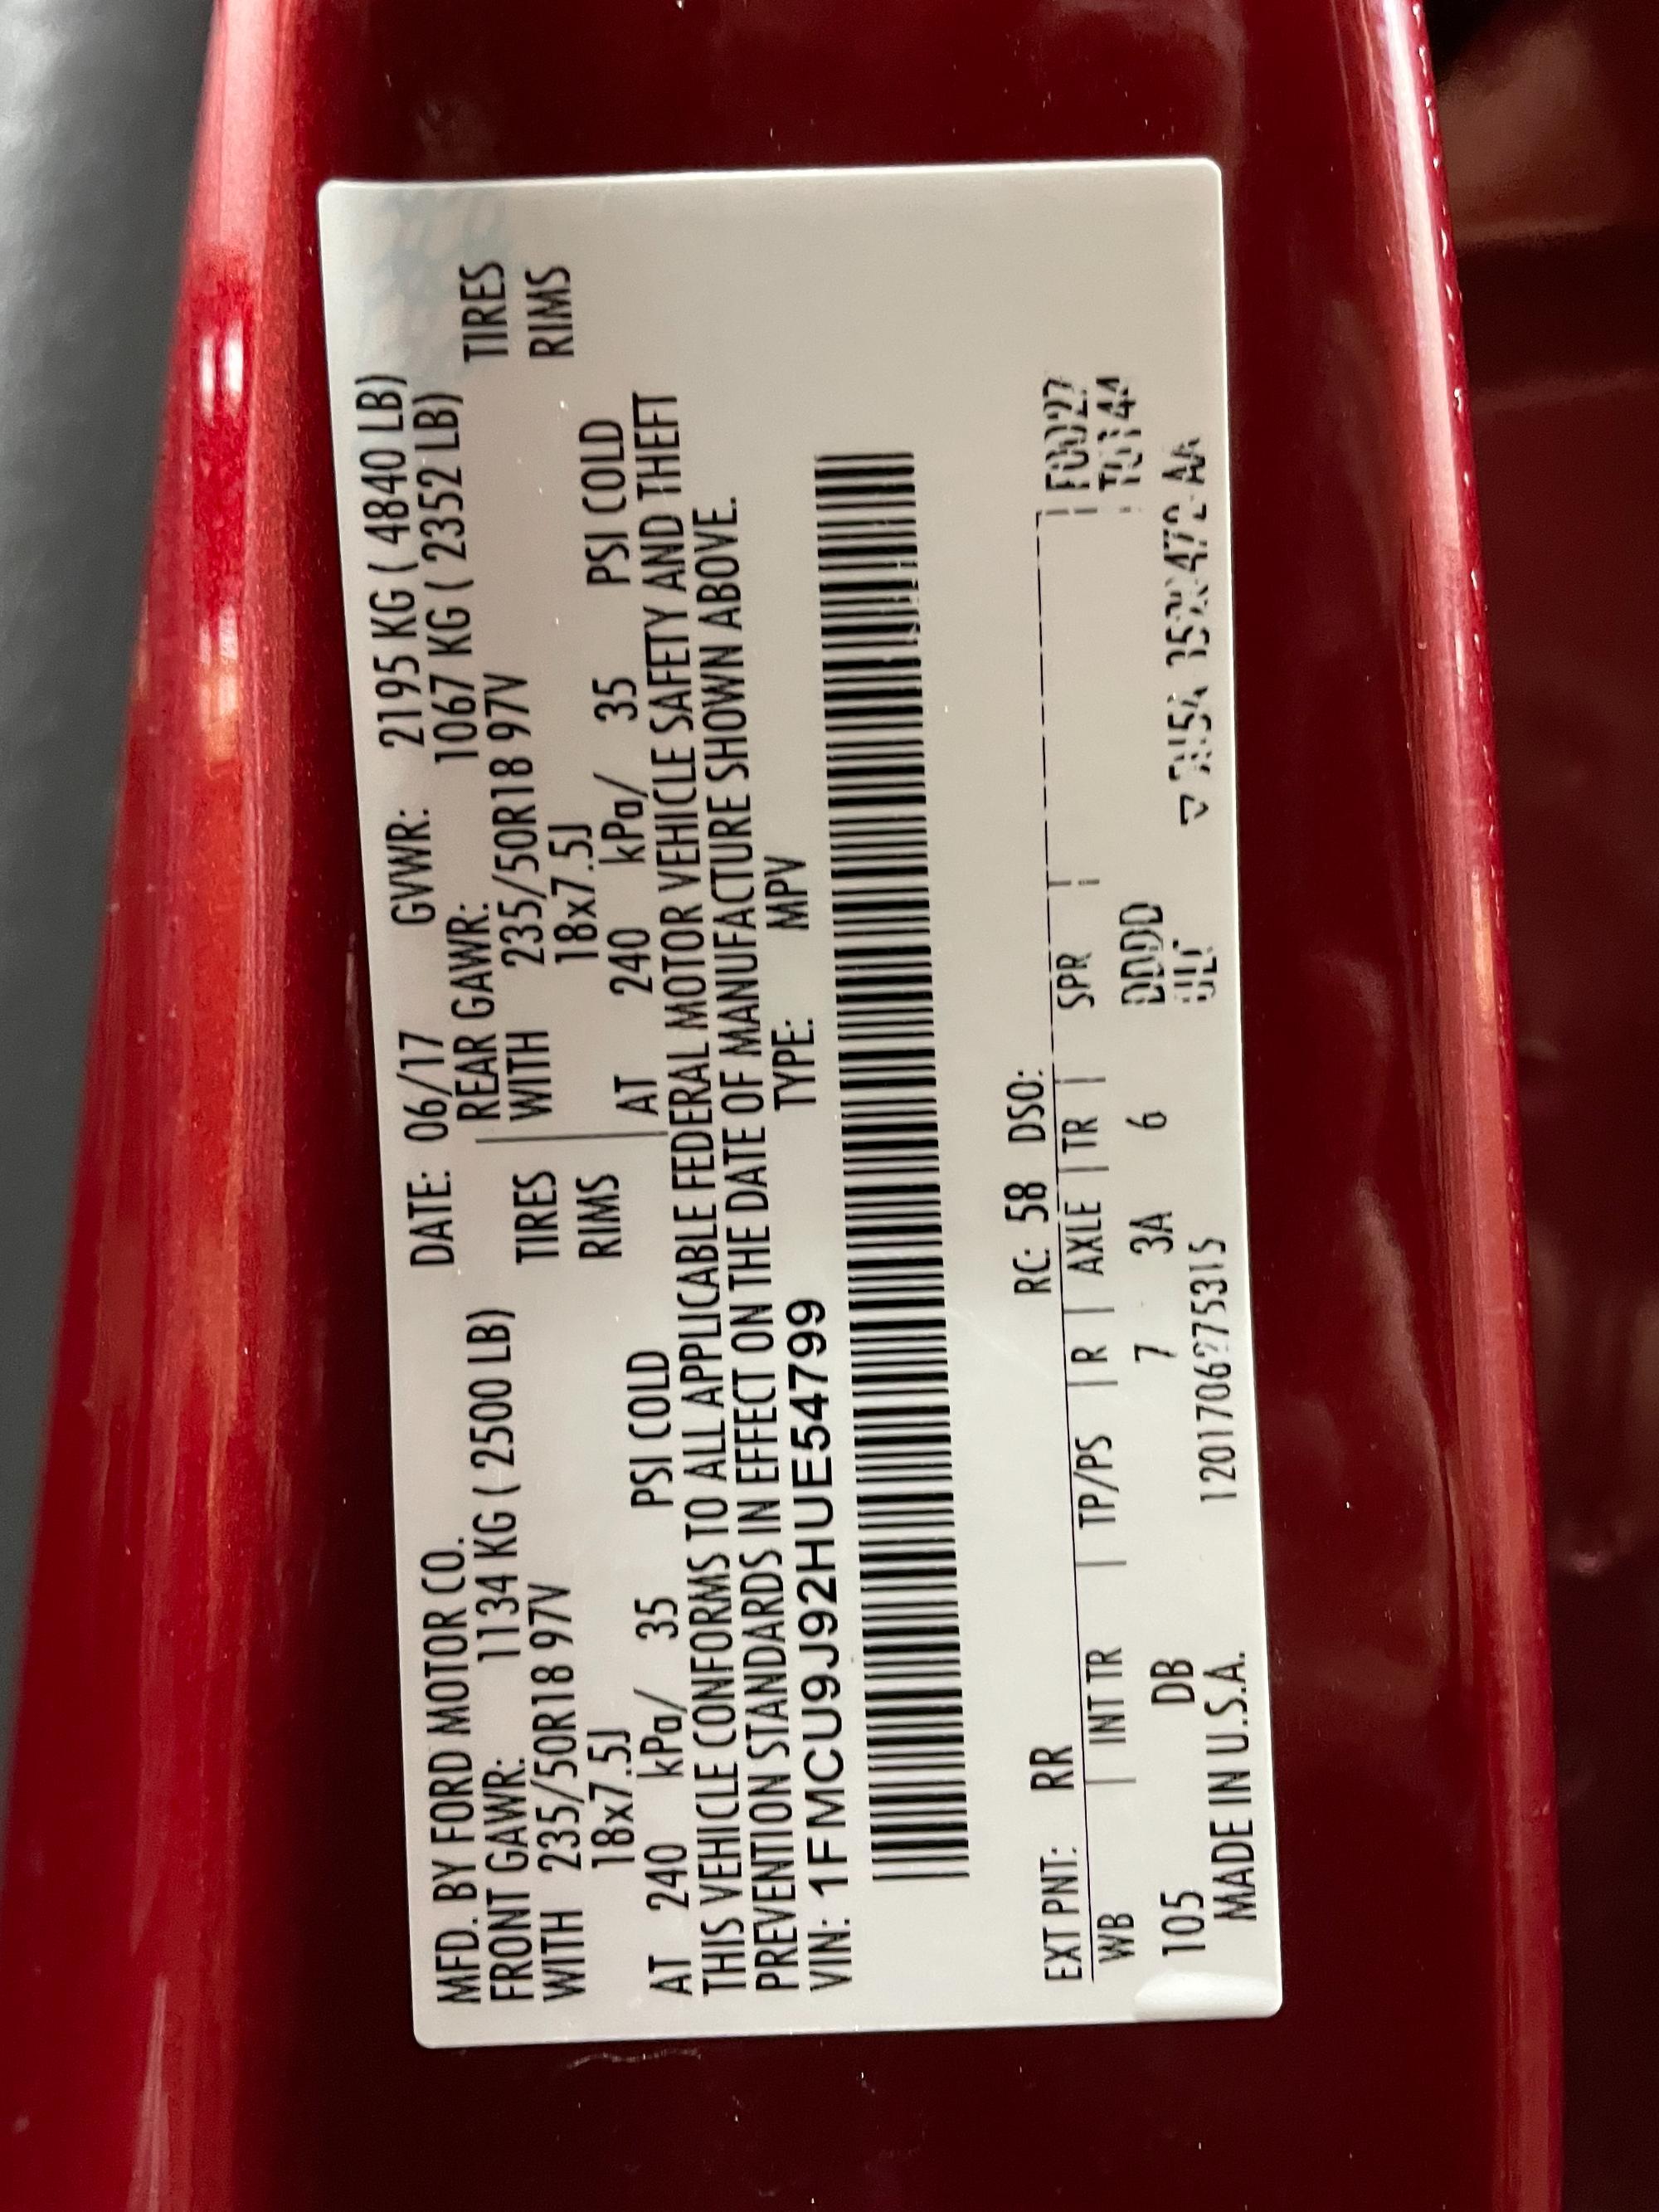 MFD. BY FORD MOTOR CO. DATE: 06/17 GVWR: 2195 KG ( 4840 LB)
FRONT GAWR: 1134 KG ( 2500 LB) REAR GAWR: 1067 KG ( 2352 LB)
WITH 235/50R18 97V TIRES WITH 235/50R18 97V TIRES
18x7.5J RIMS 18x7.5J RIMS
AT 240 kPa/ 35 PSI COLD AT 240 kPa/ 35 PSI COLD
THIS VEHICLE CONFORMS TO ALL APPLICABLE FEDERAL MOTOR VEHICLE SAFETY AND THEFT
PREVENTION STANDARDS IN EFFECT ON THE DATE OF MANUFACTURE SHOWN ABOVE.
VIN: 1FMCU9J92HUE54799 TYPE: MPV
EXT PNT: RR RC: 58 DSO:
WB | INT TR | TP/PS | R | AXLE | TR | SPR F0027
T0144
105 DB 7 3A 6 DDDD
MADE IN U.S.A. 1201706275315